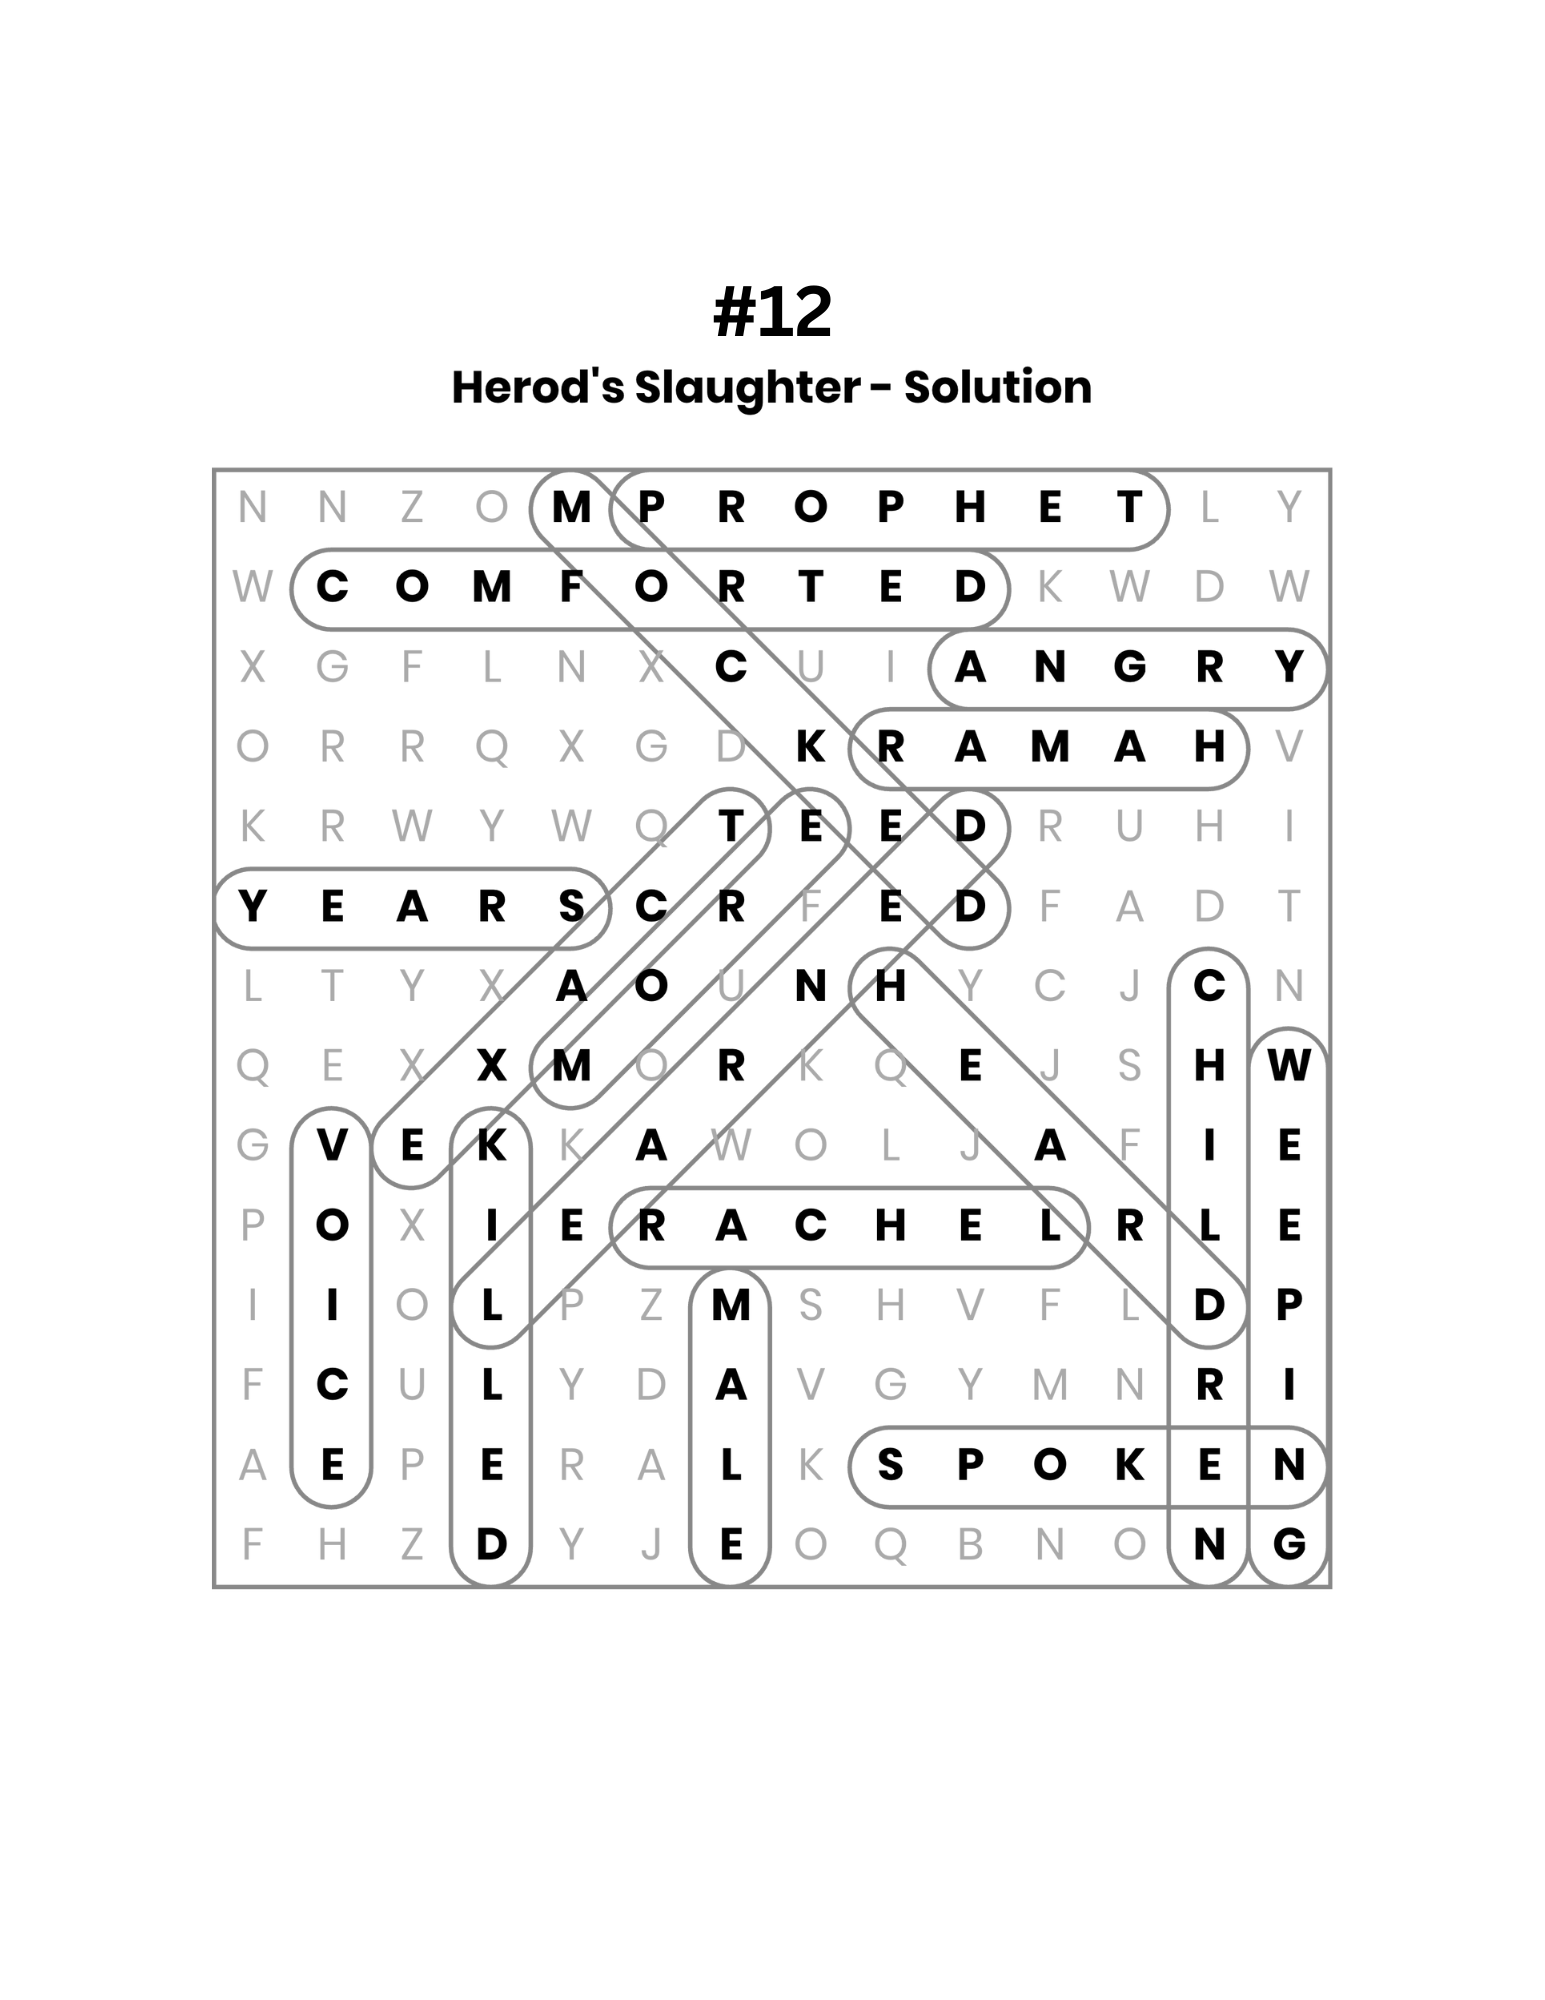 #12
Herod's Slaughter - Solution
N N Z O M P R O P H E T L Y
W C O M F O R T E D K W D W
X G F L N X C U I A N G R Y
O R R Q X G D K R A M A H V
K R W Y W Q T E E D R U H I
Y E A R S C R F E D F A D T
L T Y X A O U N H Y C J C N
Q E X X M O R K Q E J S H W
G V E K K A W O L J A F I E
P O X I E R A C H E L R L E
I I O L P Z M S H V F L D P
F C U L Y D A V G Y M N R I
A E P E R A L K S P O K E N
F H Z D Y J E O Q B N O N G